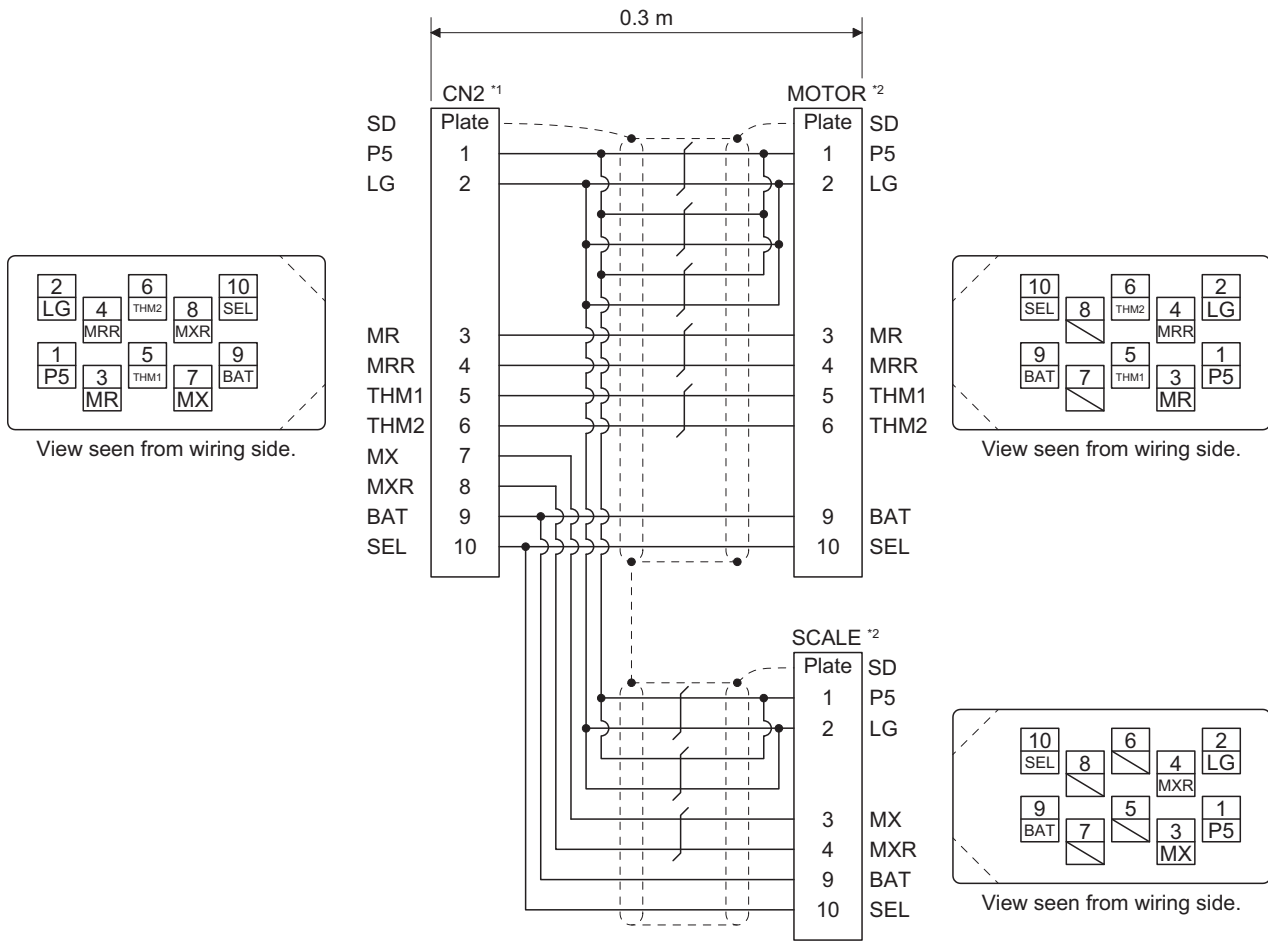 0.3 m
CN2 *1
MOTOR *2
SD Plate Plate SD
P5 1 1 P5
LG 2 2 LG
MR 3 3 MR
MRR 4 4 MRR
THM1 5 5 THM1
THM2 6 6 THM2
MX 7
MXR 8
BAT 9 9 BAT
SEL 10 10 SEL
2 6 10
LG 4 THM2 8 SEL
MRR MXR
1 5 9
P5 3 THM1 7 BAT
MR MX
View seen from wiring side.
10 6 2
SEL 8 THM2 4 LG
MRR
9 5 1
BAT 7 THM1 3 P5
MR
View seen from wiring side.
SCALE *2
Plate SD
1 P5
2 LG
3 MX
4 MXR
9 BAT
10 SEL
10 6 2
SEL 8 4 LG
MXR
9 5 1
BAT 7 3 P5
MX
View seen from wiring side.